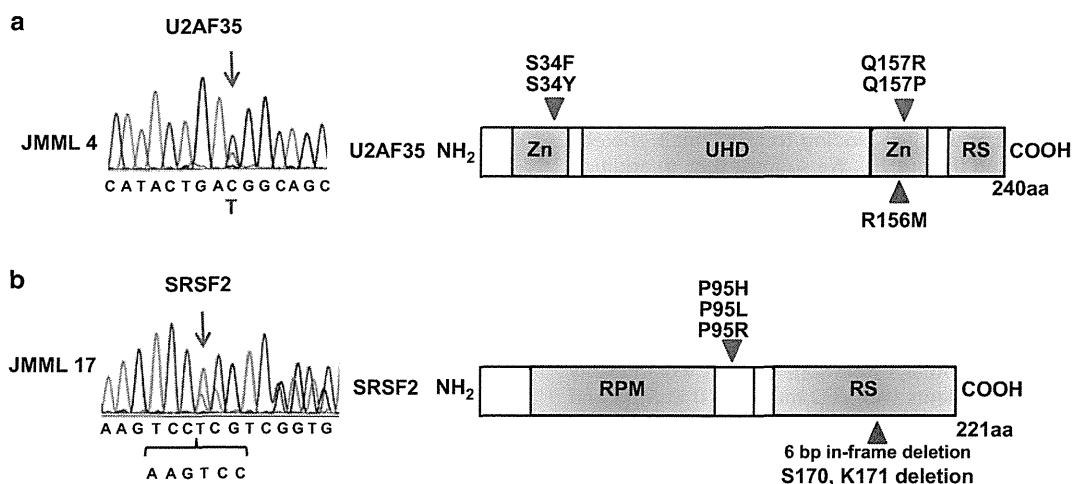 a
U2AF35
JMML 4
CATACTGACGGCAGC
T
S34F
S34Y
Q157R
Q157P
U2AF35 NH2 Zn UHD Zn RS COOH
240aa
R156M
b
SRSF2
JMML 17
AAGTCCTCGTCGGTG
AAGTCC
P95H
P95L
P95R
SRSF2 NH2 RPM RS COOH
221aa
6 bp in-frame deletion
S170, K171 deletion